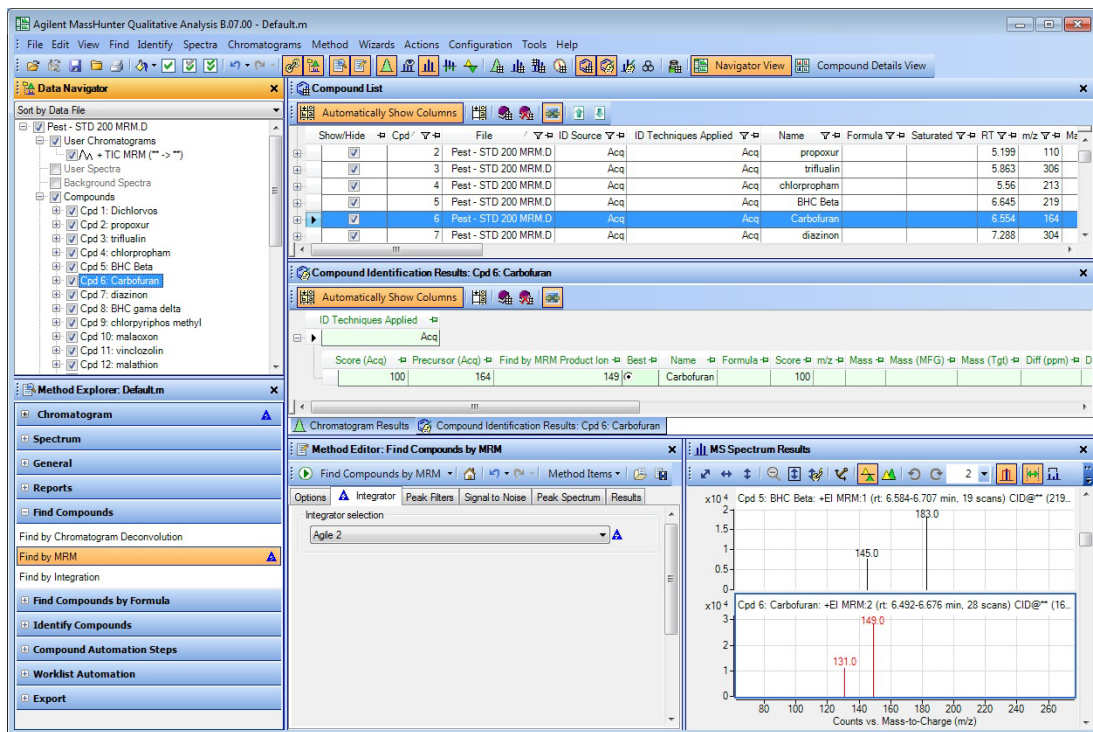 Agilent MassHunter Qualitative Analysis B.07.00 - Default.m
File Edit View Find Identify Spectra Chromatograms Method Wizards Actions Configuration Tools Help
Navigator View Compound Details View
Data Navigator
Sort by Data File
Pest - STD 200 MRM.D
User Chromatograms
+ TIC MRM (** -> **)
User Spectra
Background Spectra
Compounds
Cpd 1: Dichlorvos
Cpd 2: propoxur
Cpd 3: triflualin
Cpd 4: chlorpropham
Cpd 5: BHC Beta
Cpd 6: Carbofuran
Cpd 7: diazinon
Cpd 8: BHC gama delta
Cpd 9: chlorpyriphos methyl
Cpd 10: malaoxon
Cpd 11: vinclozolin
Cpd 12: malathion
Method Explorer: Default.m
Chromatogram
Spectrum
General
Reports
Find Compounds
Find by Chromatogram Deconvolution
Find by MRM
Find by Integration
Find Compounds by Formula
Identify Compounds
Compound Automation Steps
Worklist Automation
Export
Compound List
Automatically Show Columns
Show/Hide Cpd File ID Source ID Techniques Applied Name Formula Saturated RT m/z Ma
2 Pest - STD 200 MRM.D Acq Acq propoxur 5.199 110
3 Pest - STD 200 MRM.D Acq Acq triflualin 5.863 306
4 Pest - STD 200 MRM.D Acq Acq chlorpropham 5.56 213
5 Pest - STD 200 MRM.D Acq Acq BHC Beta 6.645 219
6 Pest - STD 200 MRM.D Acq Acq Carbofuran 6.554 164
7 Pest - STD 200 MRM.D Acq Acq diazinon 7.288 304
Compound Identification Results: Cpd 6: Carbofuran
Automatically Show Columns
ID Techniques Applied
Acq
Score (Acq) Precursor (Acq) Find by MRM Product Ion Best Name Formula Score m/z Mass Mass (MFG) Mass (Tgt) Diff (ppm) D
100 164 149 Carbofuran 100
Chromatogram Results Compound Identification Results: Cpd 6: Carbofuran
Method Editor: Find Compounds by MRM
Find Compounds by MRM Method Items
Options Integrator Peak Filters Signal to Noise Peak Spectrum Results
Integrator selection
Agile 2
MS Spectrum Results
2
x10 4 Cpd 5: BHC Beta: +EI MRM:1 (rt: 6.584-6.707 min, 19 scans) CID@** (219...
2
183.0
1.5
1
145.0
0.5
0
x10 4 Cpd 6: Carbofuran: +EI MRM:2 (rt: 6.492-6.676 min, 28 scans) CID@** (16...
3
149.0
2
131.0
1
0
80 100 120 140 160 180 200 220 240 260
Counts vs. Mass-to-Charge (m/z)